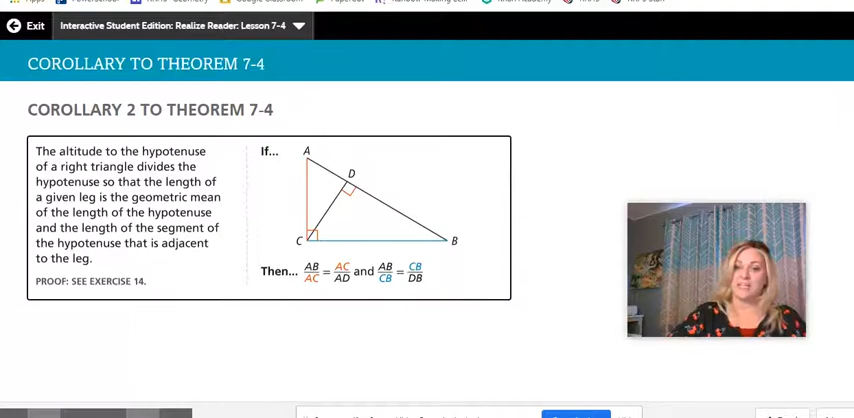 Exit
Interactive Student Edition: Realize Reader: Lesson 7-4
COROLLARY TO THEOREM 7-4
COROLLARY 2 TO THEOREM 7-4
The altitude to the hypotenuse
of a right triangle divides the
hypotenuse so that the length of
a given leg is the geometric mean
of the length of the hypotenuse
and the length of the segment of
the hypotenuse that is adjacent
to the leg.
PROOF: SEE EXERCISE 14.
If...
A
D
C
B
Then... AB/AC = AC/AD and AB/CB = CB/DB